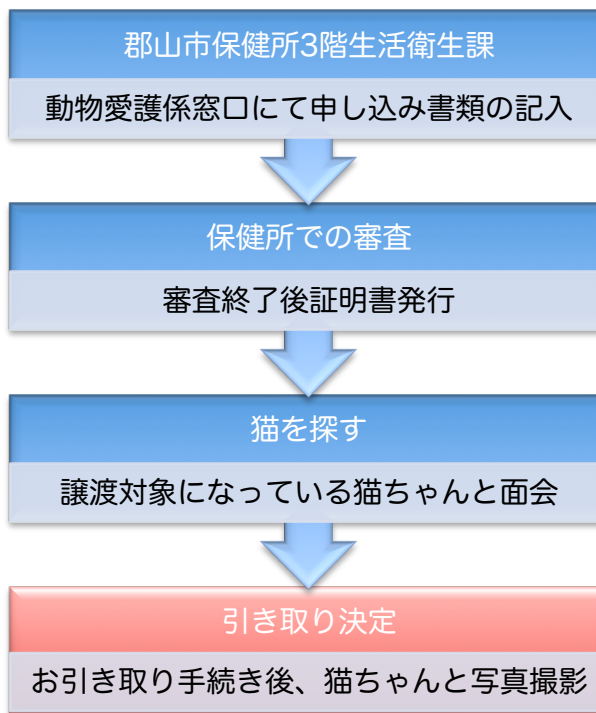 郡山市保健所3階生活衛生課
動物愛護係窓口にて申し込み書類の記入
保健所での審査
審査終了後証明書発行
猫を探す
譲渡対象になっている猫ちゃんと面会
引き取り決定
お引き取り手続き後、猫ちゃんと写真撮影